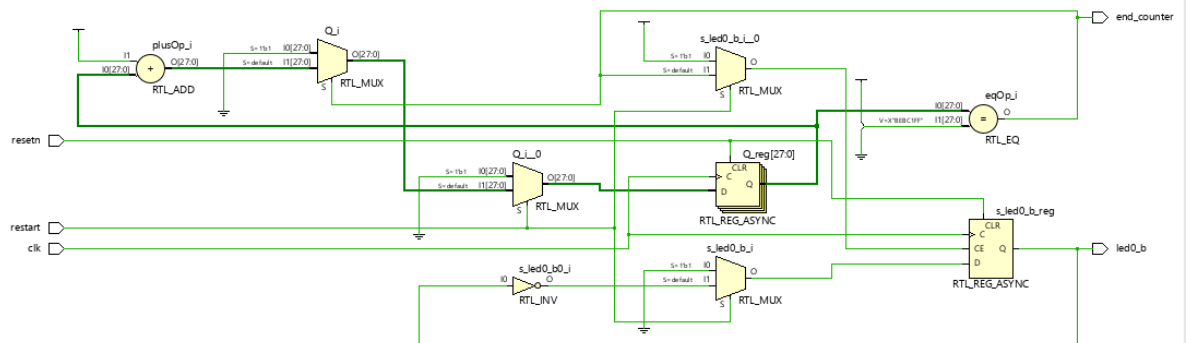 end_counter
plusOp_i
I1
I0[27:0]
+
O[27:0]
RTL_ADD
Q_i
S=1'b1
I0[27:0]
S=default
I1[27:0]
S
O[27:0]
RTL_MUX
s_led0_b_i__0
S=1'b1
I0
S=default
I1
S
O
RTL_MUX
eqOp_i
I0[27:0]
V=X"BEBC1FF"
I1[27:0]
=
O
RTL_EQ
resetn
Q_i__0
S=1'b1
I0[27:0]
S=default
I1[27:0]
S
O[27:0]
RTL_MUX
Q_reg[27:0]
CLR
C
D
Q
RTL_REG_ASYNC
restart
clk
s_led0_b_reg
CLR
C
CE
D
Q
RTL_REG_ASYNC
led0_b
s_led0_b0_i
I0
O
RTL_INV
s_led0_b_i
S=1'b1
I0
S=default
I1
S
O
RTL_MUX